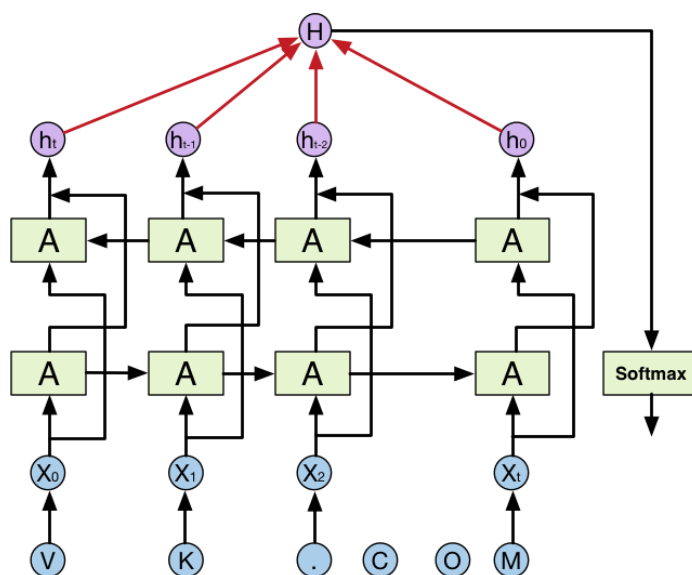 H
ht ht-1 ht-2 h0
A A A A
A A A A
Softmax
X0 X1 X2 Xt
V K . C O M